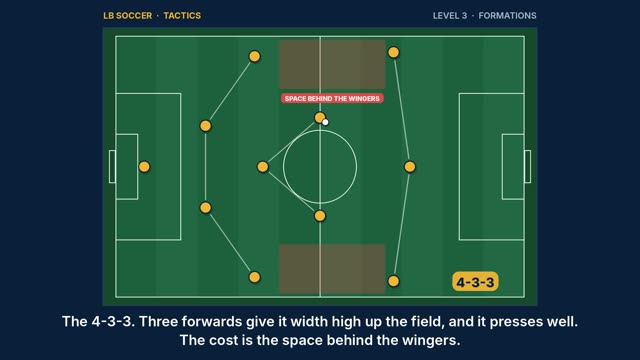 LB SOCCER · TACTICS
LEVEL 3 · FORMATIONS
SPACE BEHIND THE WINGERS
4-3-3
The 4-3-3. Three forwards give it width high up the field, and it presses well.
The cost is the space behind the wingers.